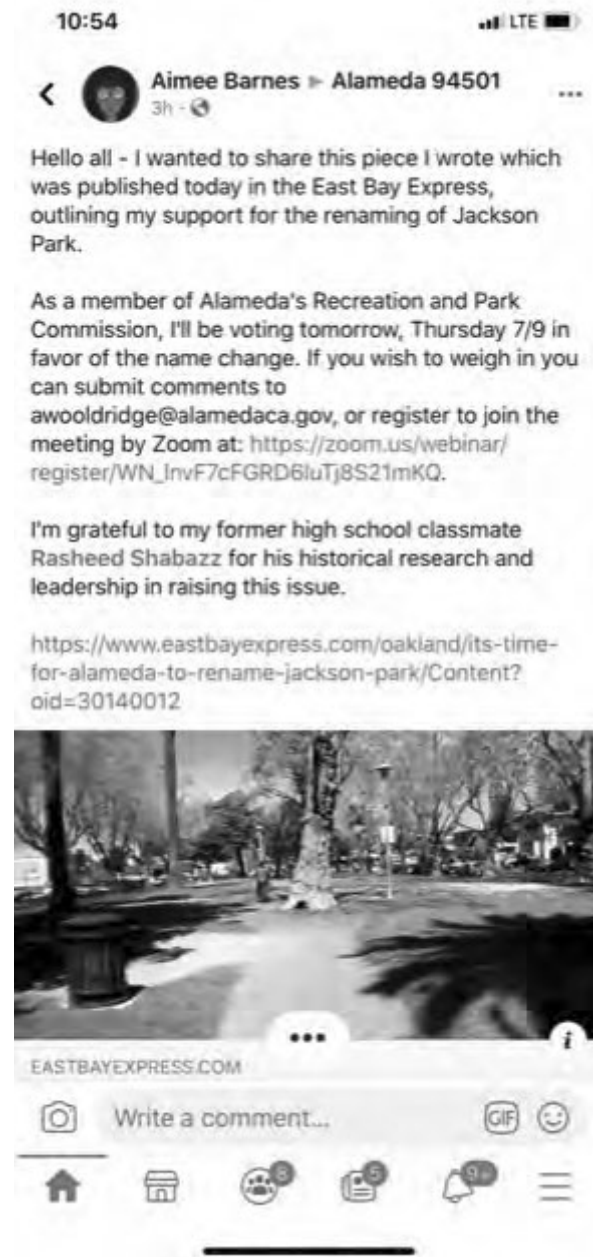 10:54 LTE
Aimee Barnes ▸ Alameda 94501
3h -
Hello all - I wanted to share this piece I wrote which
was published today in the East Bay Express,
outlining my support for the renaming of Jackson
Park.
As a member of Alameda's Recreation and Park
Commission, I'll be voting tomorrow, Thursday 7/9 in
favor of the name change. If you wish to weigh in you
can submit comments to
awooldridge@alamedaca.gov, or register to join the
meeting by Zoom at: https://zoom.us/webinar/
register/WN_InvF7cFGRD6luTj8S21mKQ.
I'm grateful to my former high school classmate
Rasheed Shabazz for his historical research and
leadership in raising this issue.
https://www.eastbayexpress.com/oakland/its-time-
for-alameda-to-rename-jackson-park/Content?
oid=30140012
i
EASTBAYEXPRESS.COM
Write a comment... GIF
6 5 9+